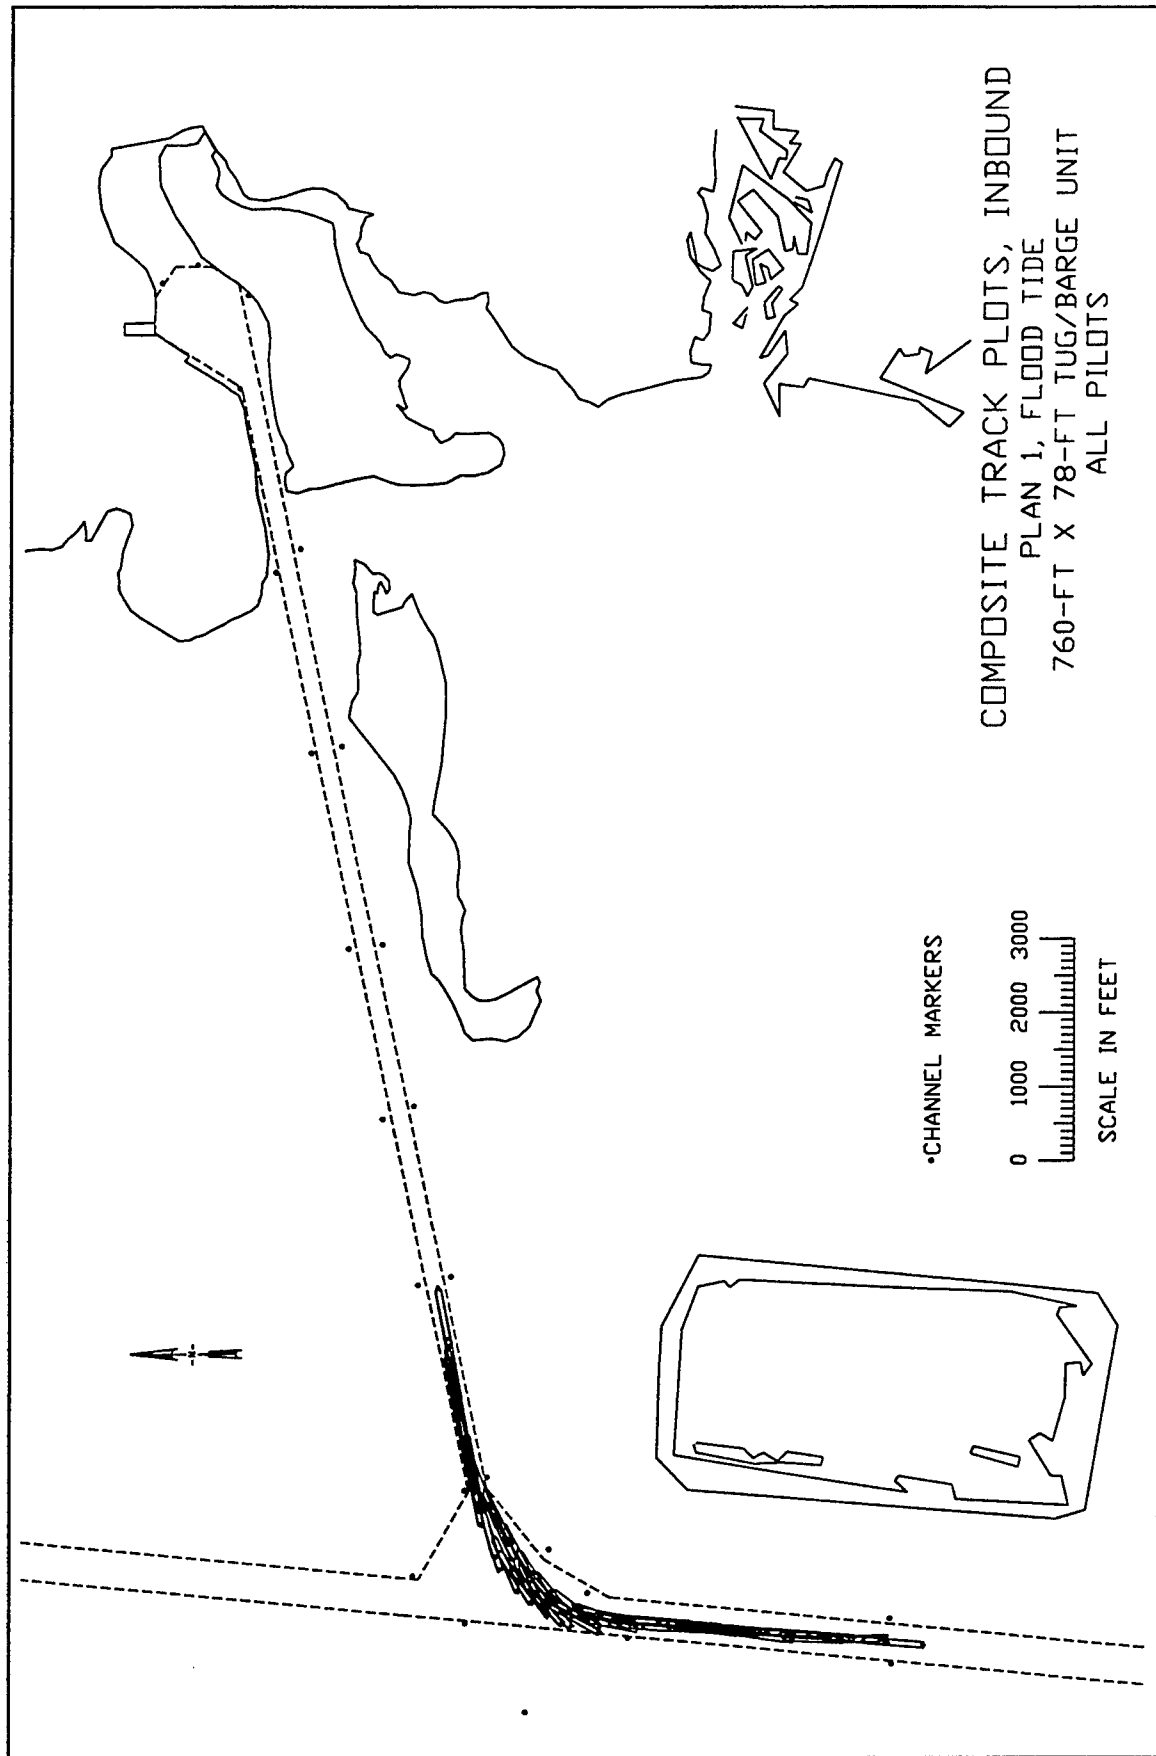 COMPOSITE TRACK PLOTS, INBOUND
PLAN 1, FLOOD TIDE
760-FT X 78-FT TUG/BARGE UNIT
ALL PILOTS
•CHANNEL MARKERS
0 1000 2000 3000
SCALE IN FEET